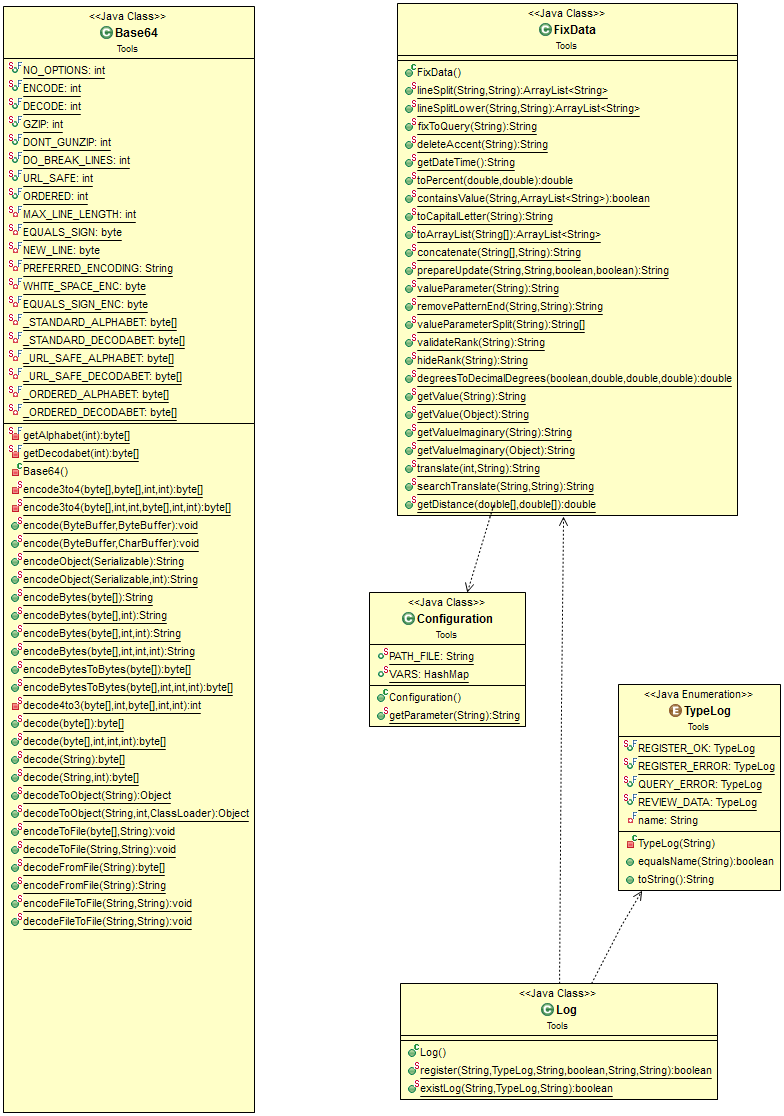 <<Java Class>>
Base64
Tools
NO_OPTIONS: int
ENCODE: int
DECODE: int
GZIP: int
DONT_GUNZIP: int
DO_BREAK_LINES: int
URL_SAFE: int
ORDERED: int
MAX_LINE_LENGTH: int
EQUALS_SIGN: byte
NEW_LINE: byte
PREFERRED_ENCODING: String
WHITE_SPACE_ENC: byte
EQUALS_SIGN_ENC: byte
_STANDARD_ALPHABET: byte[]
_STANDARD_DECODABET: byte[]
_URL_SAFE_ALPHABET: byte[]
_URL_SAFE_DECODABET: byte[]
_ORDERED_ALPHABET: byte[]
_ORDERED_DECODABET: byte[]
getAlphabet(int):byte[]
getDecodabet(int):byte[]
Base64()
encode3to4(byte[],byte[],int,int):byte[]
encode3to4(byte[],int,int,byte[],int,int):byte[]
encode(ByteBuffer,ByteBuffer):void
encode(ByteBuffer,CharBuffer):void
encodeObject(Serializable):String
encodeObject(Serializable,int):String
encodeBytes(byte[]):String
encodeBytes(byte[],int):String
encodeBytes(byte[],int,int):String
encodeBytes(byte[],int,int,int):String
encodeBytesToBytes(byte[]):byte[]
encodeBytesToBytes(byte[],int,int,int):byte[]
decode4to3(byte[],int,byte[],int,int):int
decode(byte[]):byte[]
decode(byte[],int,int,int):byte[]
decode(String):byte[]
decode(String,int):byte[]
decodeToObject(String):Object
decodeToObject(String,int,ClassLoader):Object
encodeToFile(byte[],String):void
decodeToFile(String,String):void
decodeFromFile(String):byte[]
encodeFromFile(String):String
encodeFileToFile(String,String):void
decodeFileToFile(String,String):void
<<Java Class>>
FixData
Tools
FixData()
lineSplit(String,String):ArrayList<String>
lineSplitLower(String,String):ArrayList<String>
fixToQuery(String):String
deleteAccent(String):String
getDateTime():String
toPercent(double,double):double
containsValue(String,ArrayList<String>):boolean
toCapitalLetter(String):String
toArrayList(String[]):ArrayList<String>
concatenate(String[],String):String
prepareUpdate(String,String,boolean,boolean):String
valueParameter(String):String
removePatternEnd(String,String):String
valueParameterSplit(String):String[]
validateRank(String):String
hideRank(String):String
degreesToDecimalDegrees(boolean,double,double,double):double
getValue(String):String
getValue(Object):String
getValueImaginary(String):String
getValueImaginary(Object):String
translate(int,String):String
searchTranslate(String,String):String
getDistance(double[],double[]):double
<<Java Class>>
Configuration
Tools
PATH_FILE: String
VARS: HashMap
Configuration()
getParameter(String):String
<<Java Enumeration>>
TypeLog
Tools
REGISTER_OK: TypeLog
REGISTER_ERROR: TypeLog
QUERY_ERROR: TypeLog
REVIEW_DATA: TypeLog
name: String
TypeLog(String)
equalsName(String):boolean
toString():String
<<Java Class>>
Log
Tools
Log()
register(String,TypeLog,String,boolean,String,String):boolean
existLog(String,TypeLog,String):boolean